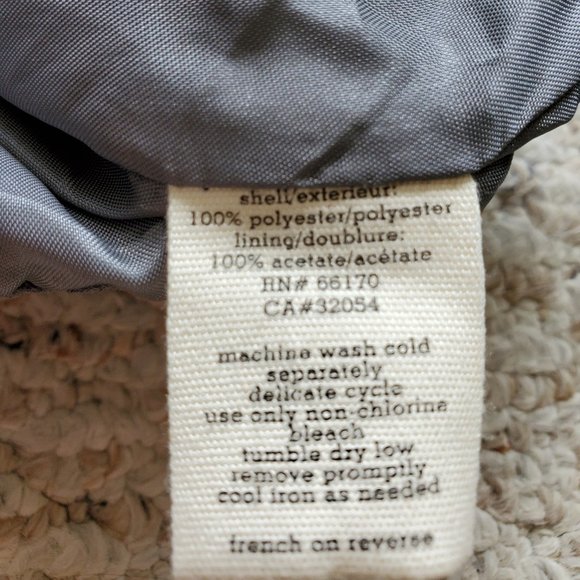 shell/exterieur:
100% polyester/polyester
lining/doublure:
100% acetate/acétate
RN# 66170
CA#32054
machine wash cold
separately
delicate cycle
use only non-chlorine
bleach
tumble dry low
remove promptly
cool iron as needed
french on reverse